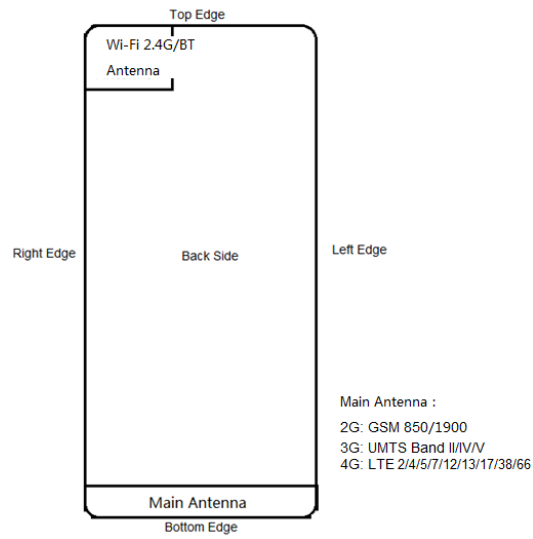 Top Edge
Wi-Fi 2.4G/BT
Antenna
Right Edge
Back Side
Left Edge
Main Antenna :
2G: GSM 850/1900
3G: UMTS Band II/IV/V
4G: LTE 2/4/5/7/12/13/17/38/66
Main Antenna
Bottom Edge